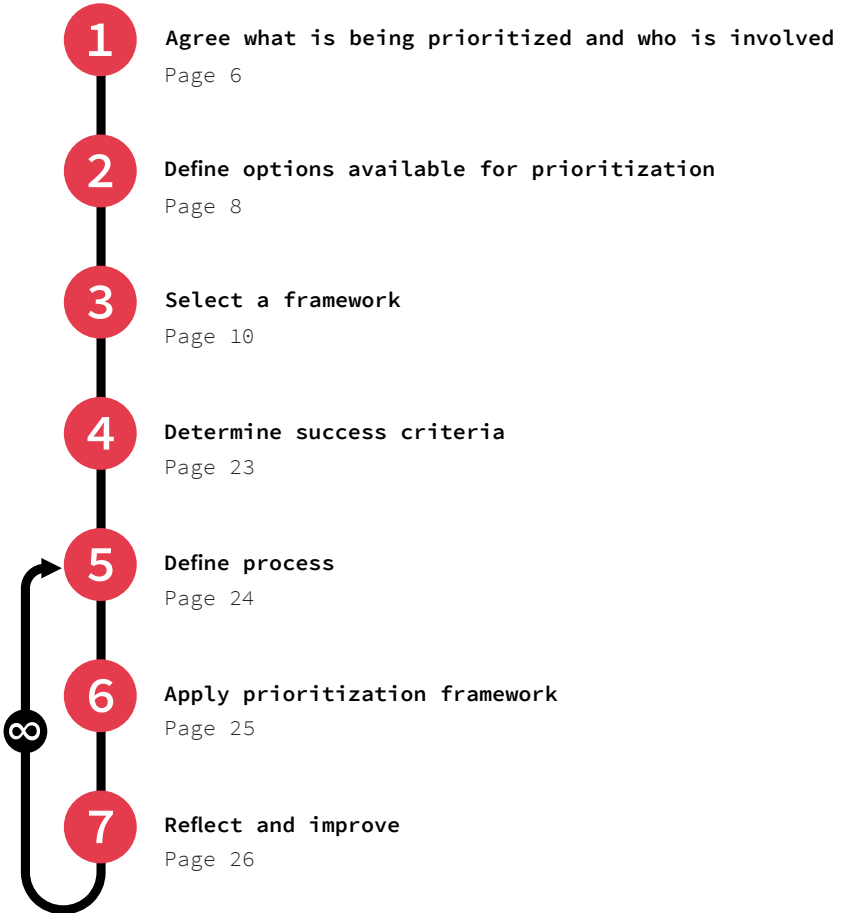 1
Agree what is being prioritized and who is involved
Page 6
2
Define options available for prioritization
Page 8
3
Select a framework
Page 10
4
Determine success criteria
Page 23
5
Define process
Page 24
6
Apply prioritization framework
Page 25
∞
7
Reflect and improve
Page 26